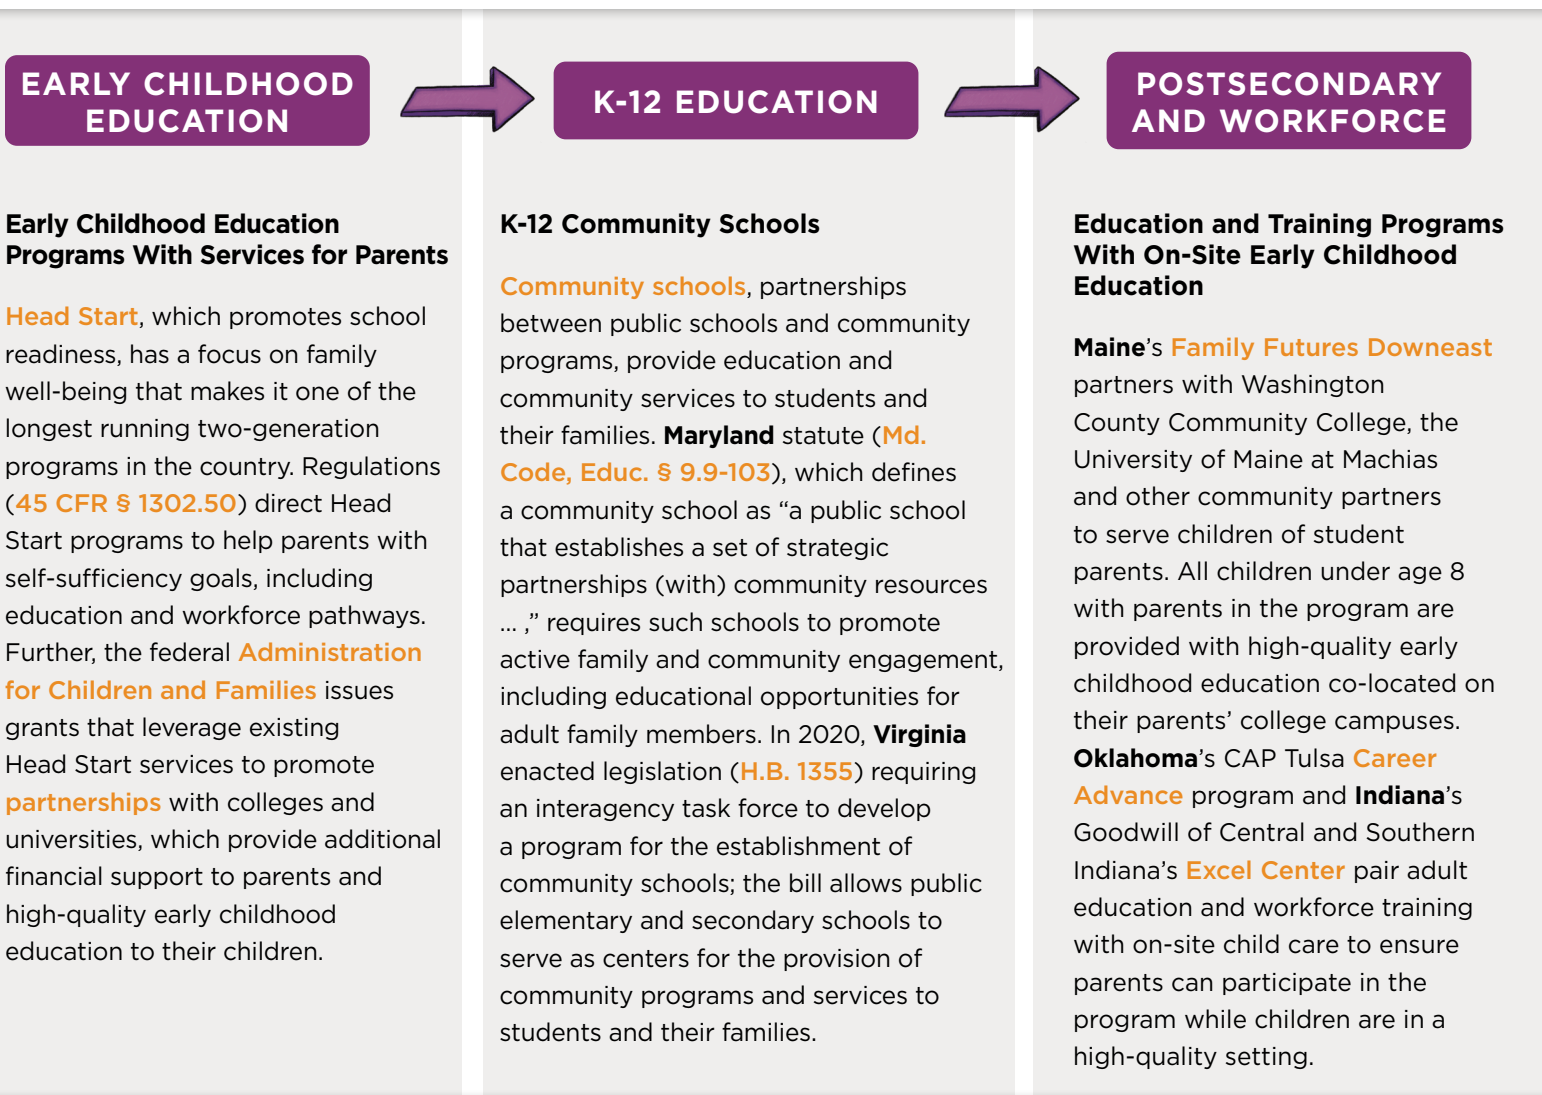 EARLY CHILDHOOD
EDUCATION
K-12 EDUCATION
POSTSECONDARY
AND WORKFORCE
Early Childhood Education
Programs With Services for Parents
Head Start, which promotes school
readiness, has a focus on family
well-being that makes it one of the
longest running two-generation
programs in the country. Regulations
(45 CFR § 1302.50) direct Head
Start programs to help parents with
self-sufficiency goals, including
education and workforce pathways.
Further, the federal Administration
for Children and Families issues
grants that leverage existing
Head Start services to promote
partnerships with colleges and
universities, which provide additional
financial support to parents and
high-quality early childhood
education to their children.
K-12 Community Schools
Community schools, partnerships
between public schools and community
programs, provide education and
community services to students and
their families. Maryland statute (Md.
Code, Educ. § 9.9-103), which defines
a community school as “a public school
that establishes a set of strategic
partnerships (with) community resources
... ,” requires such schools to promote
active family and community engagement,
including educational opportunities for
adult family members. In 2020, Virginia
enacted legislation (H.B. 1355) requiring
an interagency task force to develop
a program for the establishment of
community schools; the bill allows public
elementary and secondary schools to
serve as centers for the provision of
community programs and services to
students and their families.
Education and Training Programs
With On-Site Early Childhood
Education
Maine’s Family Futures Downeast
partners with Washington
County Community College, the
University of Maine at Machias
and other community partners
to serve children of student
parents. All children under age 8
with parents in the program are
provided with high-quality early
childhood education co-located on
their parents’ college campuses.
Oklahoma’s CAP Tulsa Career
Advance program and Indiana’s
Goodwill of Central and Southern
Indiana’s Excel Center pair adult
education and workforce training
with on-site child care to ensure
parents can participate in the
program while children are in a
high-quality setting.